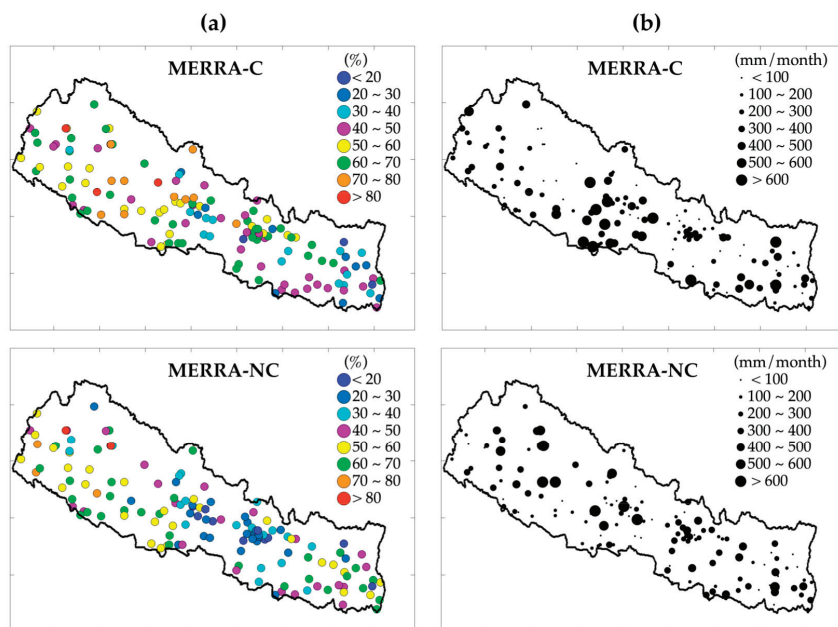 (a)
(b)
MERRA-C
(%)
< 20
20 ~ 30
30 ~ 40
40 ~ 50
50 ~ 60
60 ~ 70
70 ~ 80
> 80
MERRA-C
(mm/month)
< 100
100 ~ 200
200 ~ 300
300 ~ 400
400 ~ 500
500 ~ 600
> 600
MERRA-NC
(%)
< 20
20 ~ 30
30 ~ 40
40 ~ 50
50 ~ 60
60 ~ 70
70 ~ 80
> 80
MERRA-NC
(mm/month)
< 100
100 ~ 200
200 ~ 300
300 ~ 400
400 ~ 500
500 ~ 600
> 600